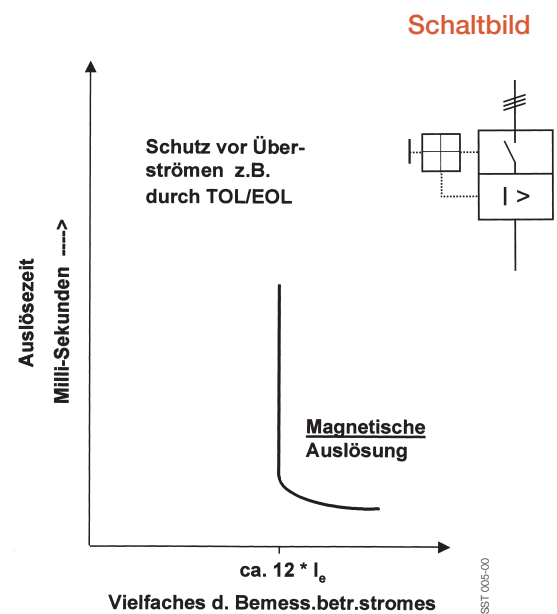 Schaltbild
Schutz vor Über-
strömen z.B.
durch TOL/EOL
I >
Auslösezeit
Milli-Sekunden ---->
Magnetische
Auslösung
ca. 12 * Ie
Vielfaches d. Bemess.betr.stromes
SST 005-00